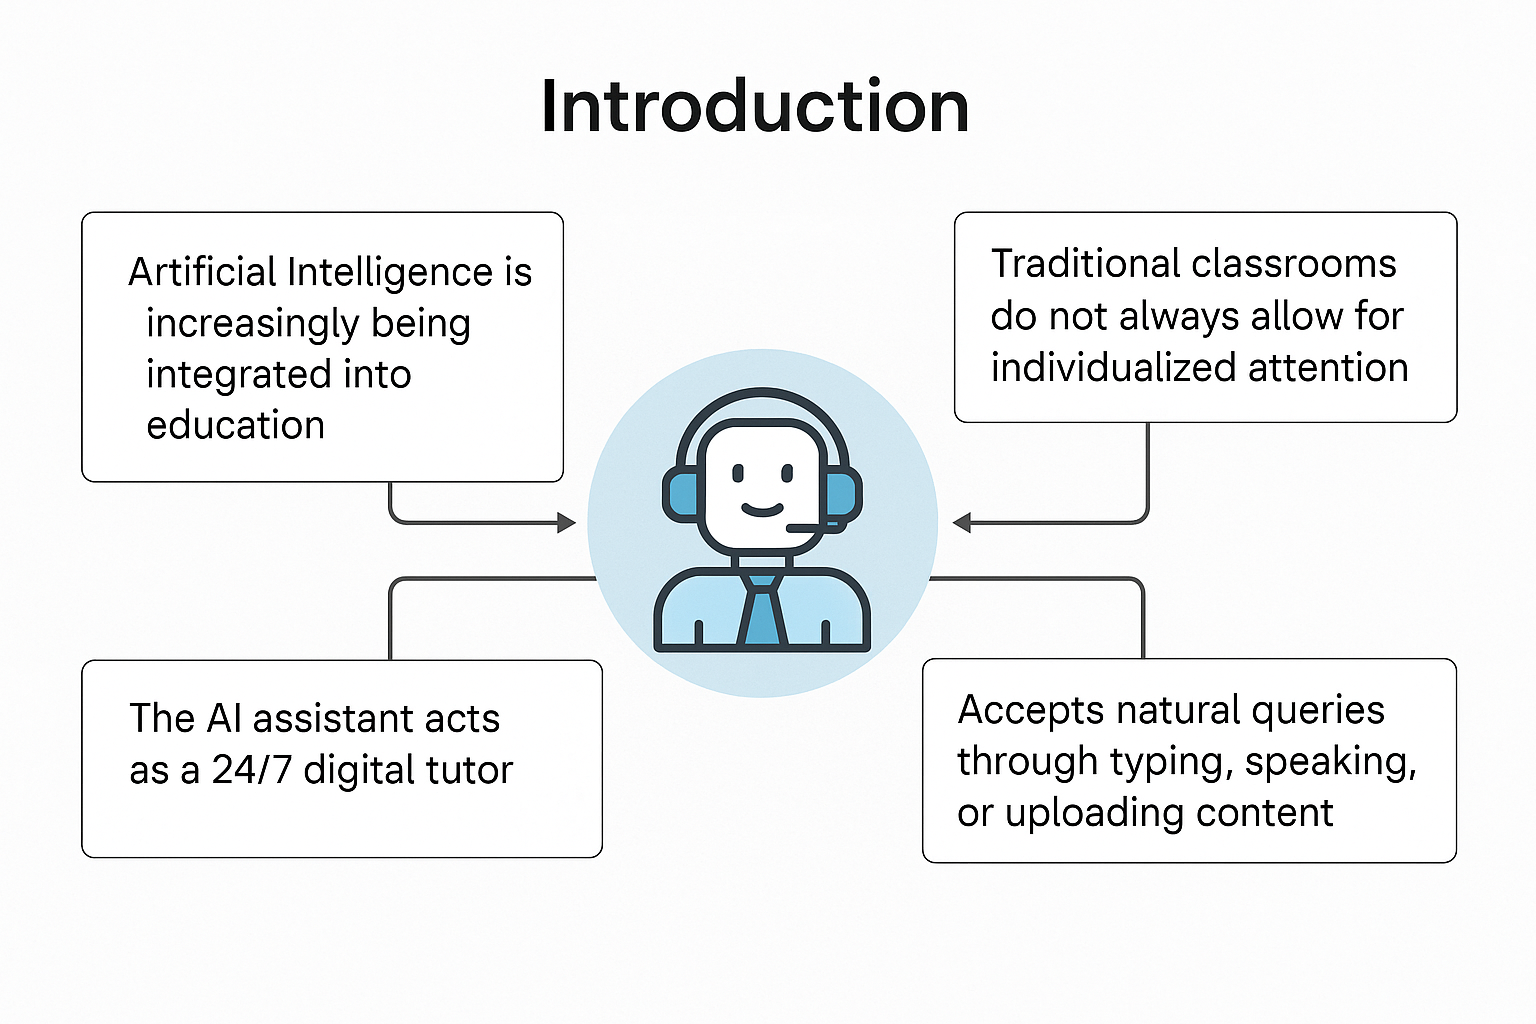 Introduction
Artificial Intelligence is
increasingly being
integrated into
education
Traditional classrooms
do not always allow for
individualized attention
The AI assistant acts
as a 24/7 digital tutor
Accepts natural queries
through typing, speaking,
or uploading content